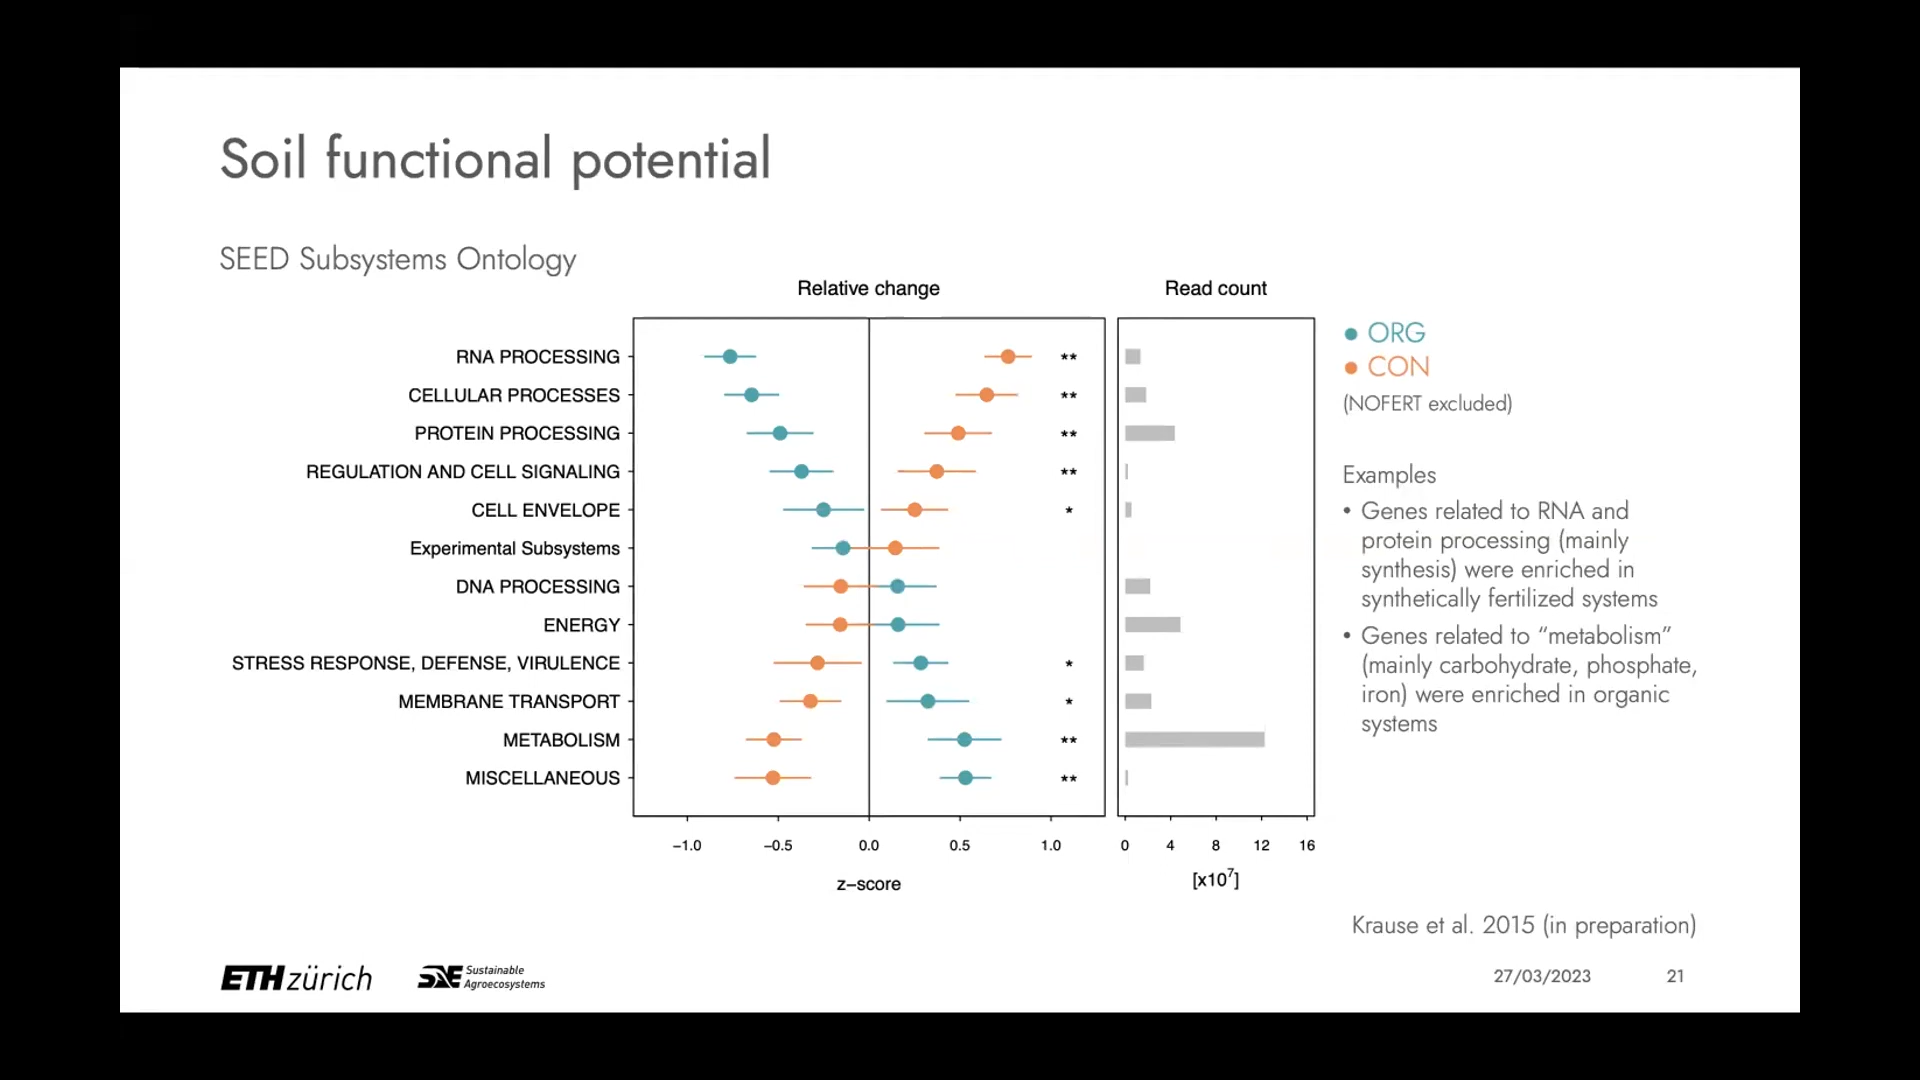 Soil functional potential
SEED Subsystems Ontology
Relative change
Read count
RNA PROCESSING
**
CELLULAR PROCESSES
**
PROTEIN PROCESSING
**
REGULATION AND CELL SIGNALING
**
CELL ENVELOPE
*
Experimental Subsystems
DNA PROCESSING
ENERGY
STRESS RESPONSE, DEFENSE, VIRULENCE
*
MEMBRANE TRANSPORT
*
METABOLISM
**
MISCELLANEOUS
**
−1.0 −0.5 0.0 0.5 1.0
z−score
0 4 8 12 16
[x10⁷]
ORG
CON
(NOFERT excluded)
Examples
• Genes related to RNA and
protein processing (mainly
synthesis) were enriched in
synthetically fertilized systems
• Genes related to “metabolism”
(mainly carbohydrate, phosphate,
iron) were enriched in organic
systems
Krause et al. 2015 (in preparation)
ETH zürich
SAE Sustainable
Agroecosystems
27/03/2023
21